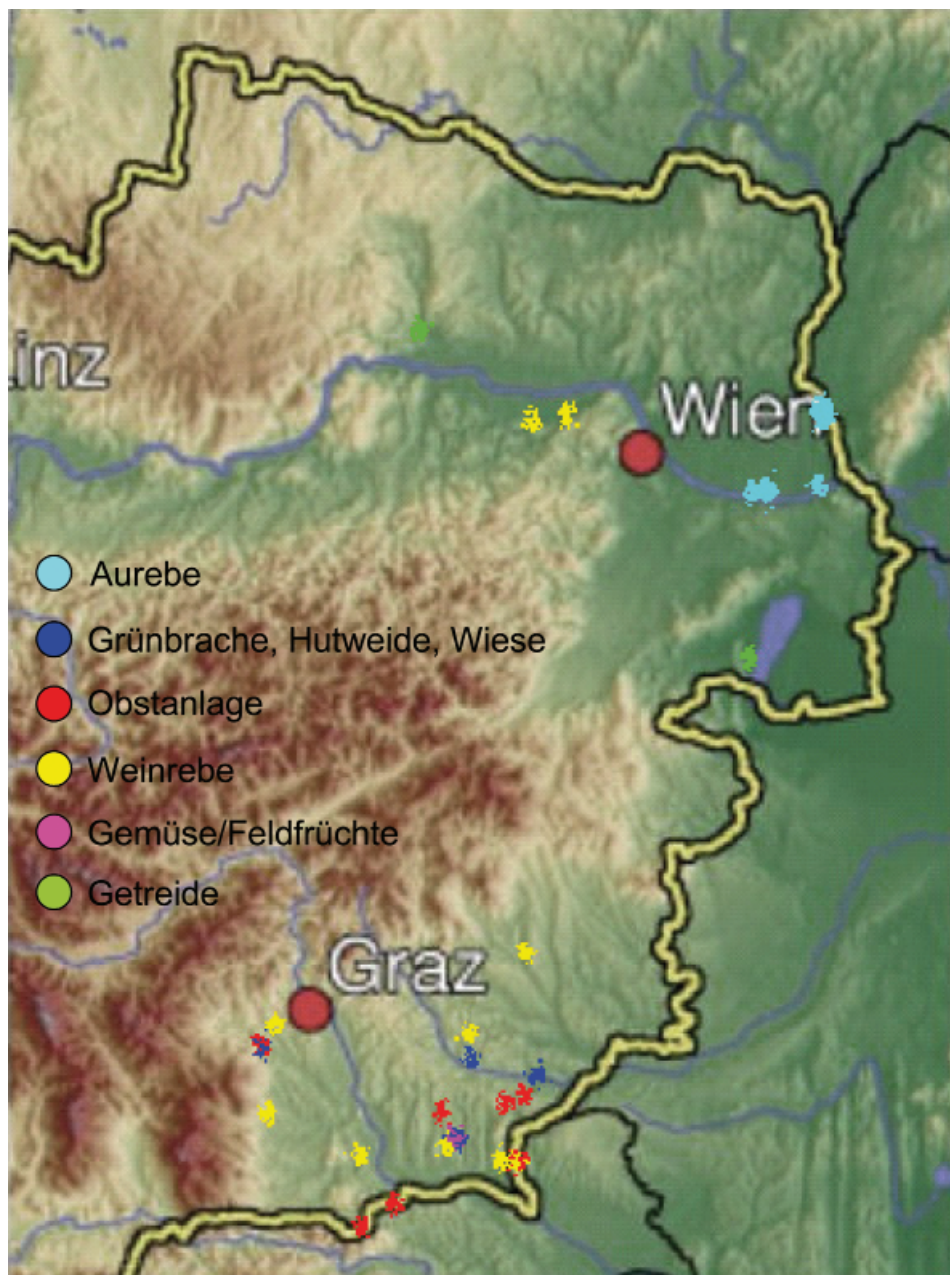 Linz
Wien
Aurebe
Grünbrache, Hutweide, Wiese
Obstanlage
Weinrebe
Gemüse/Feldfrüchte
Getreide
Graz